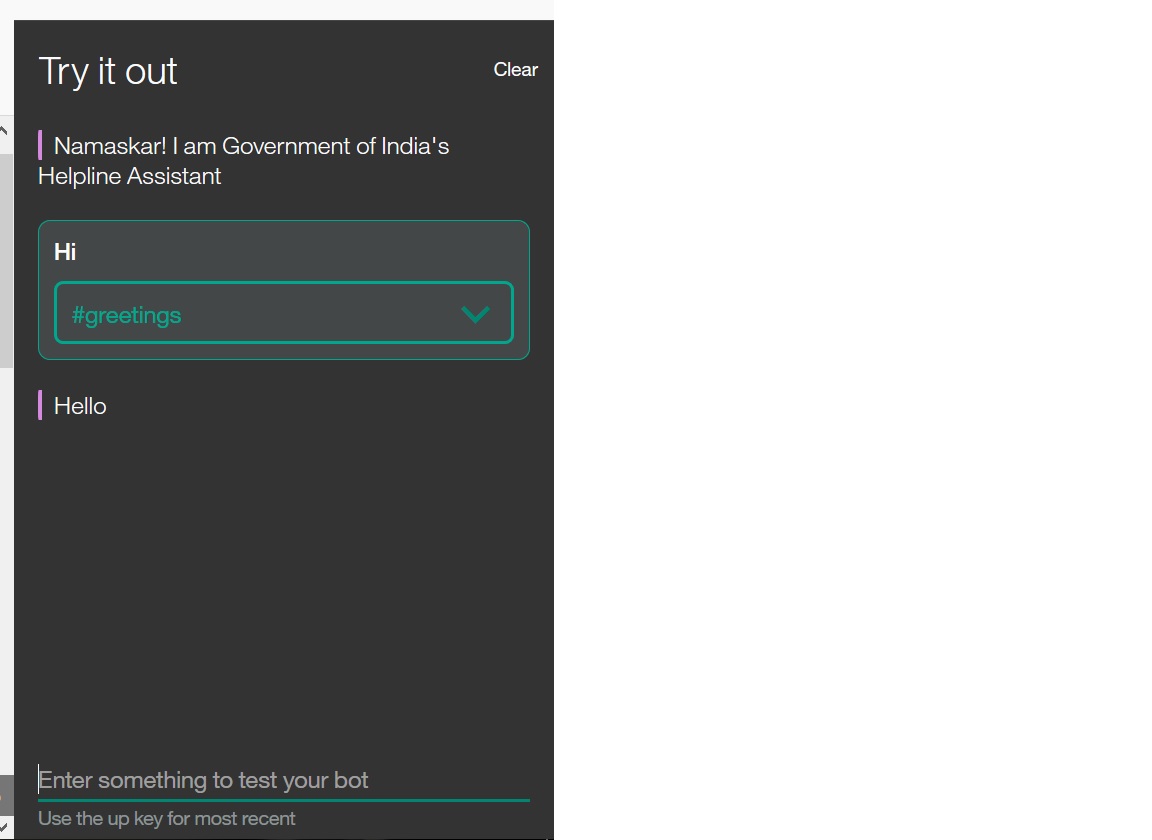 Try it out
Clear
Namaskar! I am Government of India's
Helpline Assistant
Hi
#greetings
Hello
Enter something to test your bot
Use the up key for most recent